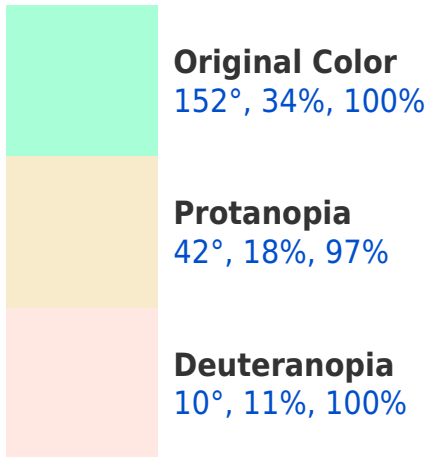 Original Color
152°, 34%, 100%
Protanopia
42°, 18%, 97%
Deuteranopia
10°, 11%, 100%